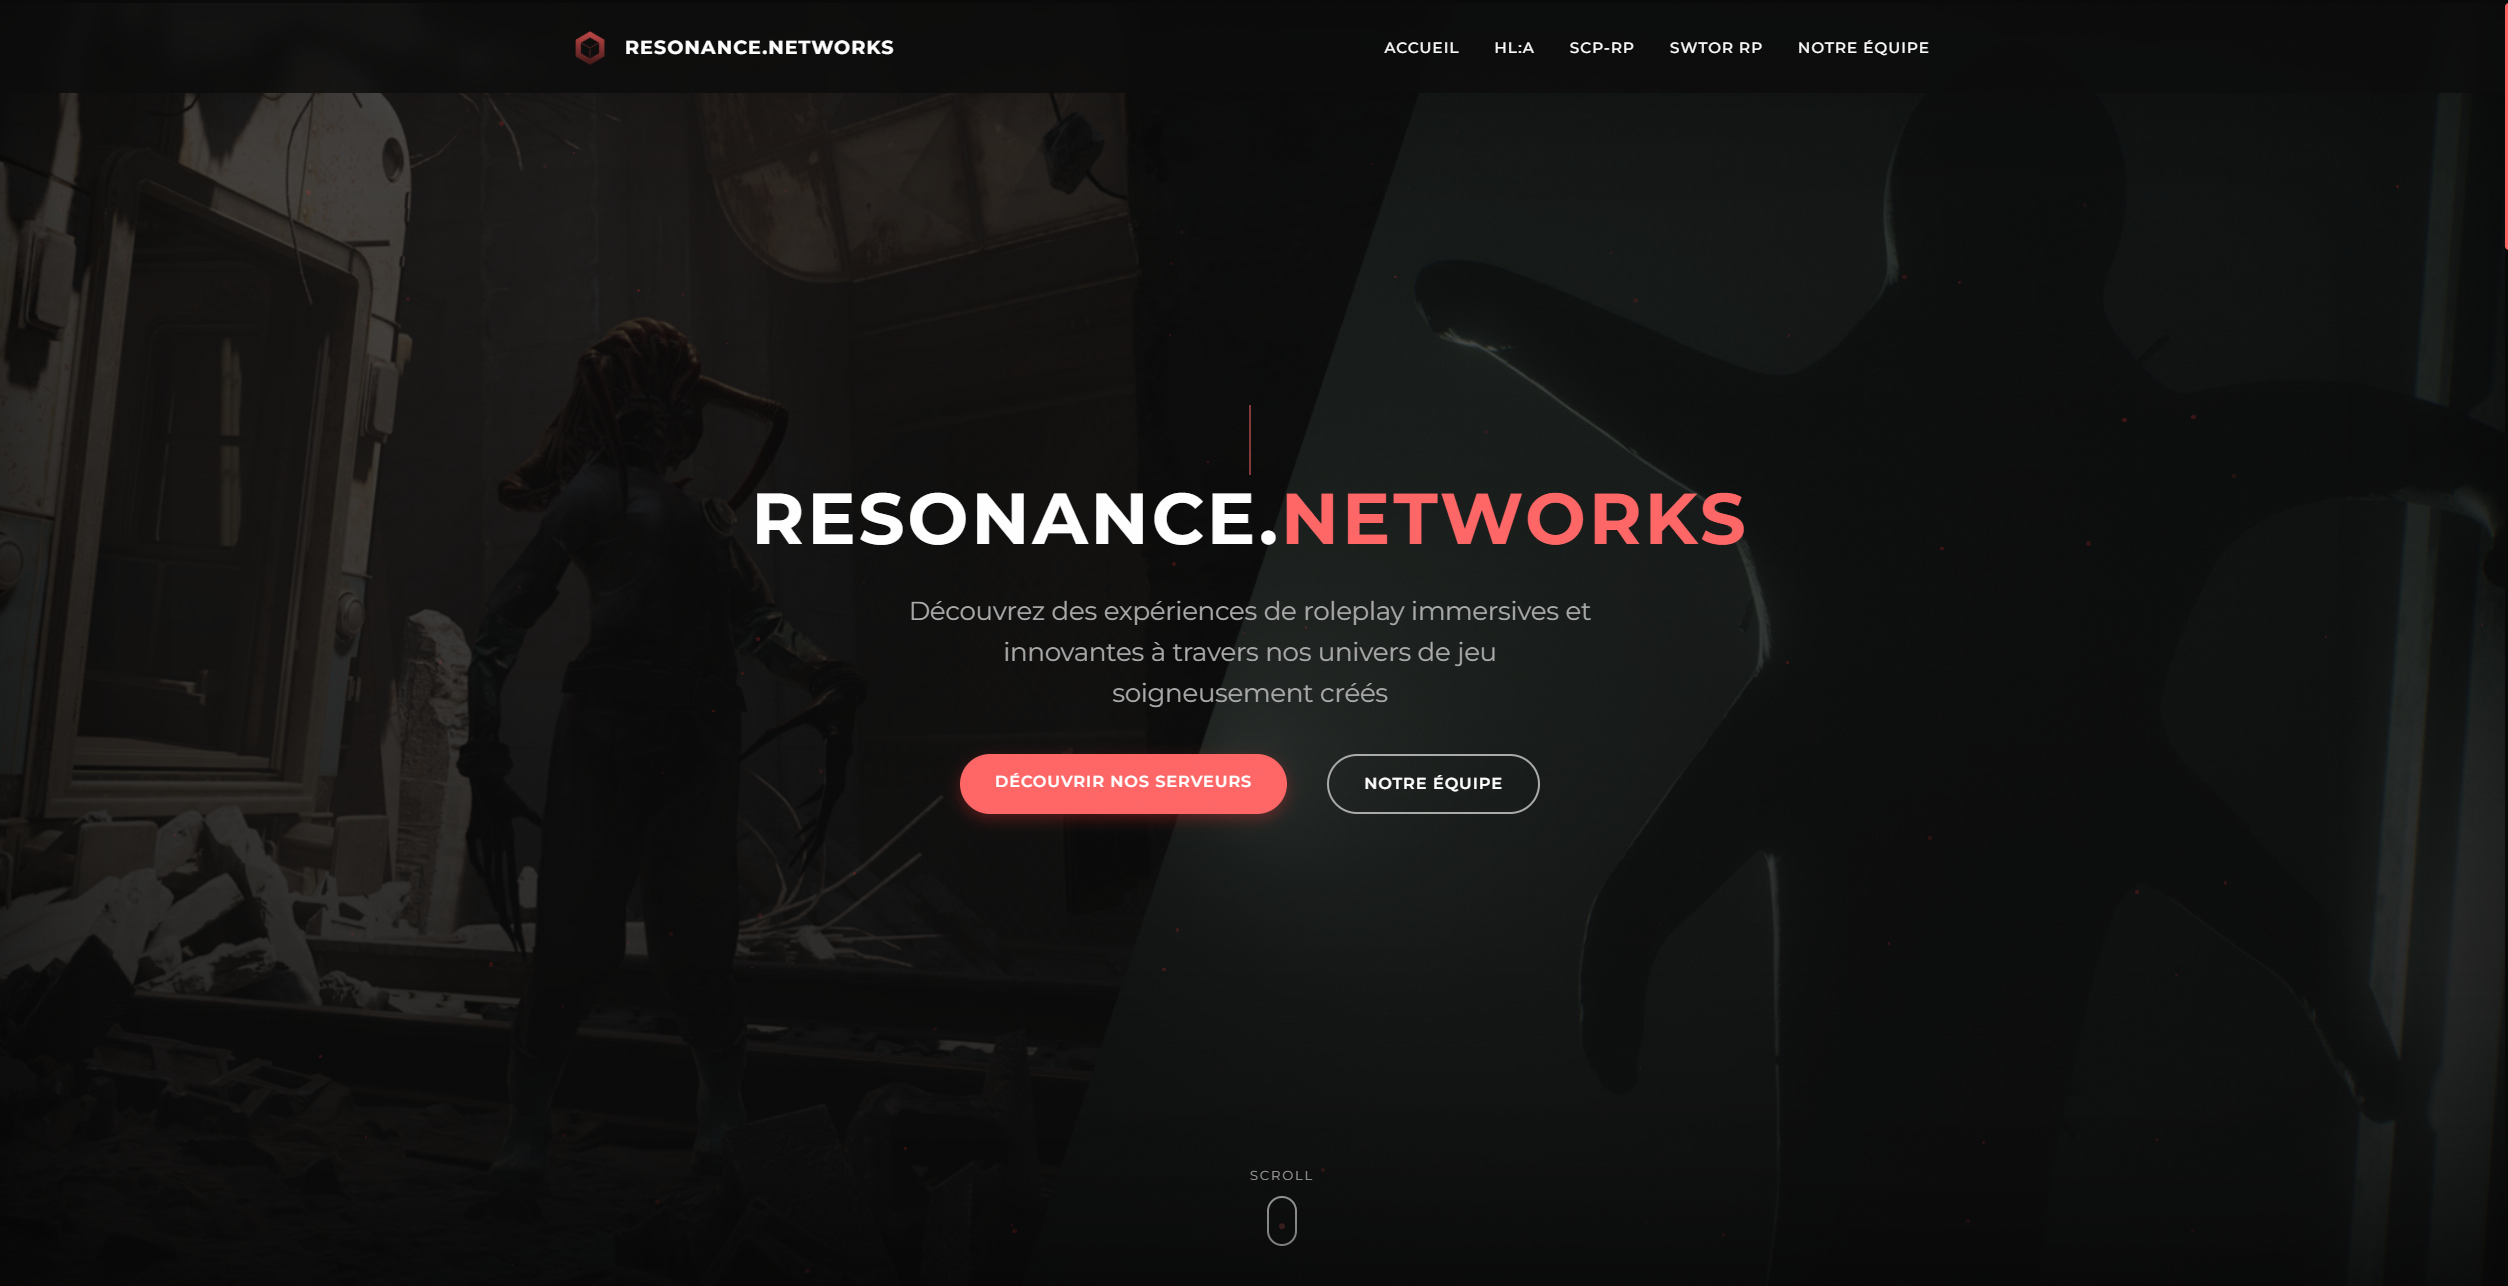 RESONANCE.NETWORKS
ACCUEIL
HL:A
SCP-RP
SWTOR RP
NOTRE ÉQUIPE
RESONANCE.NETWORKS
Découvrez des expériences de roleplay immersives et
innovantes à travers nos univers de jeu
soigneusement créés
DÉCOUVRIR NOS SERVEURS
NOTRE ÉQUIPE
SCROLL